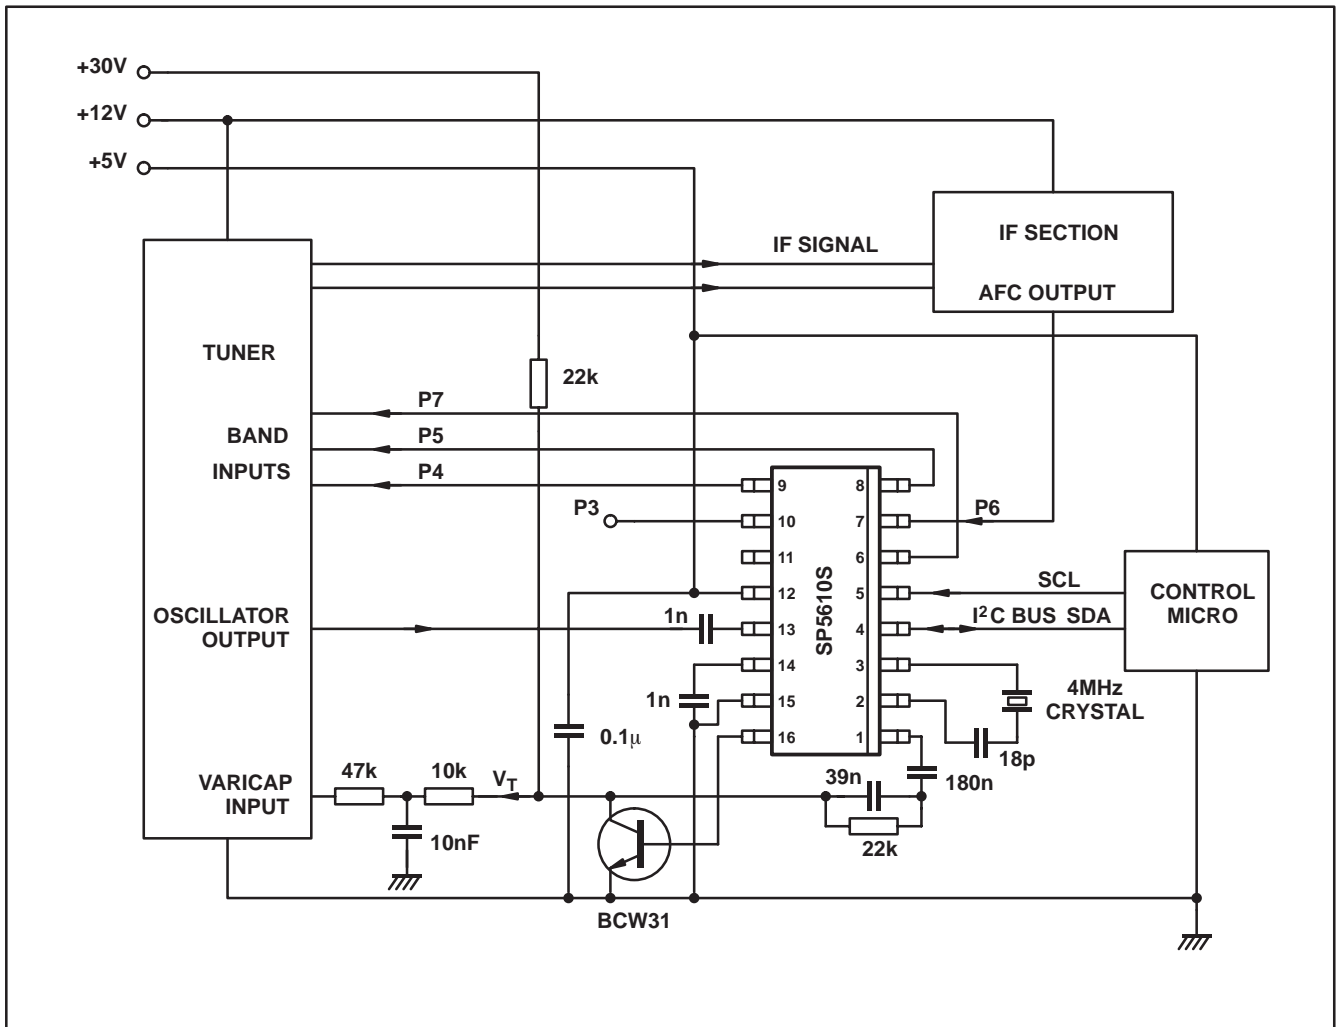 +30V
+12V
+5V
IF SECTION
IF SIGNAL
AFC OUTPUT
TUNER
22k
P7
BAND
P5
INPUTS
P4
9
8
P3
10
7
P6
11
6
SP5610S
12
5
SCL
CONTROL
MICRO
OSCILLATOR
OUTPUT
1n
13
4
I²C BUS SDA
14
3
4MHz
CRYSTAL
1n
15
2
0.1µ
16
1
18p
47k
10k
VT
39n
180n
VARICAP
INPUT
10nF
22k
BCW31